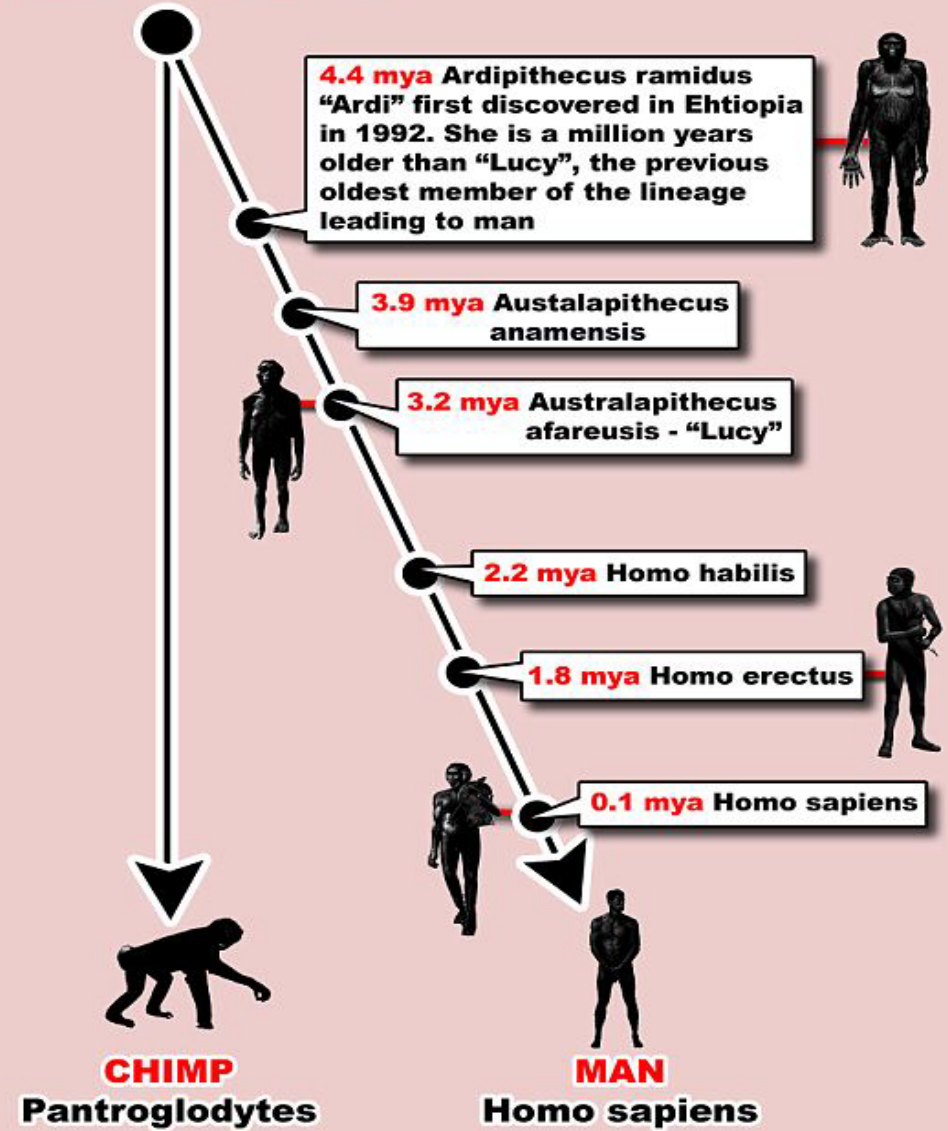 4.4 mya Ardipithecus ramidus
“Ardi” first discovered in Ehtiopia
in 1992. She is a million years
older than “Lucy”, the previous
oldest member of the lineage
leading to man
3.9 mya Austalapithecus
anamensis
3.2 mya Australapithecus
afareusis - “Lucy”
2.2 mya Homo habilis
1.8 mya Homo erectus
0.1 mya Homo sapiens
CHIMP
Pantroglodytes
MAN
Homo sapiens